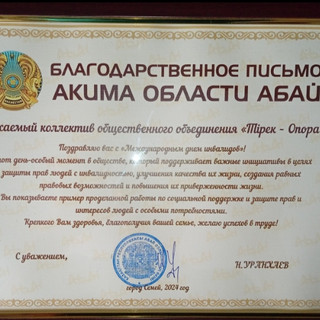 БЛАГОДАРСТВЕННОЕ ПИСЬМО
АКИМА ОБЛАСТИ АБАЙ
коллектив общественного объединения «Тірек – Опора
Поздравляю вас с «Международным днем инвалидов»!
день-особый момент в обществе, который поддерживает важные инициативы в целях
защиты прав людей с инвалидностью, улучшения качества их жизни, создания равных
правовых возможностей и повышения их приверженности жизни.
Вы показываете пример проделанной работы по социальной поддержке и защите прав и
интересов людей с особыми потребностями.
Крепкого Вам здоровья, благополучия вашей семье, желаю успехов в труде!
С уважением,
Н.УРАНХАЕВ
город Семей, 2024 год